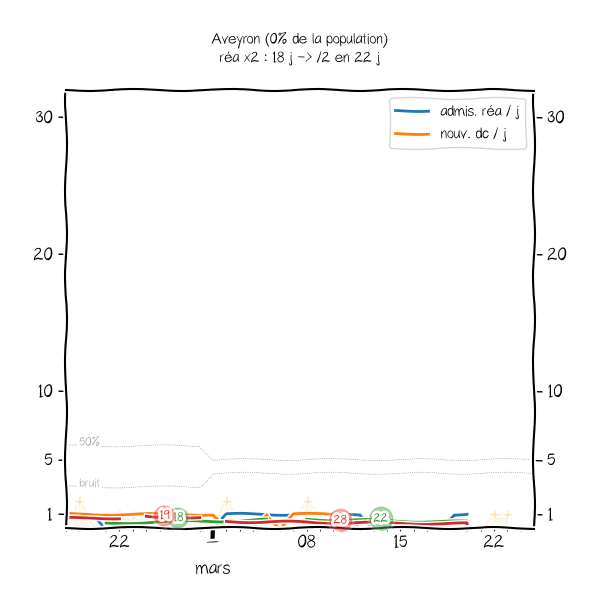 Aveyron (0% de la population)
réa x2 : 18 j -> /2 en 22 j
admis. réa / j
nouv. dc / j
30 30
20 20
10 10
50%
5 5
bruit
1 19 18 28 22 1
22 1 08 15 22
mars